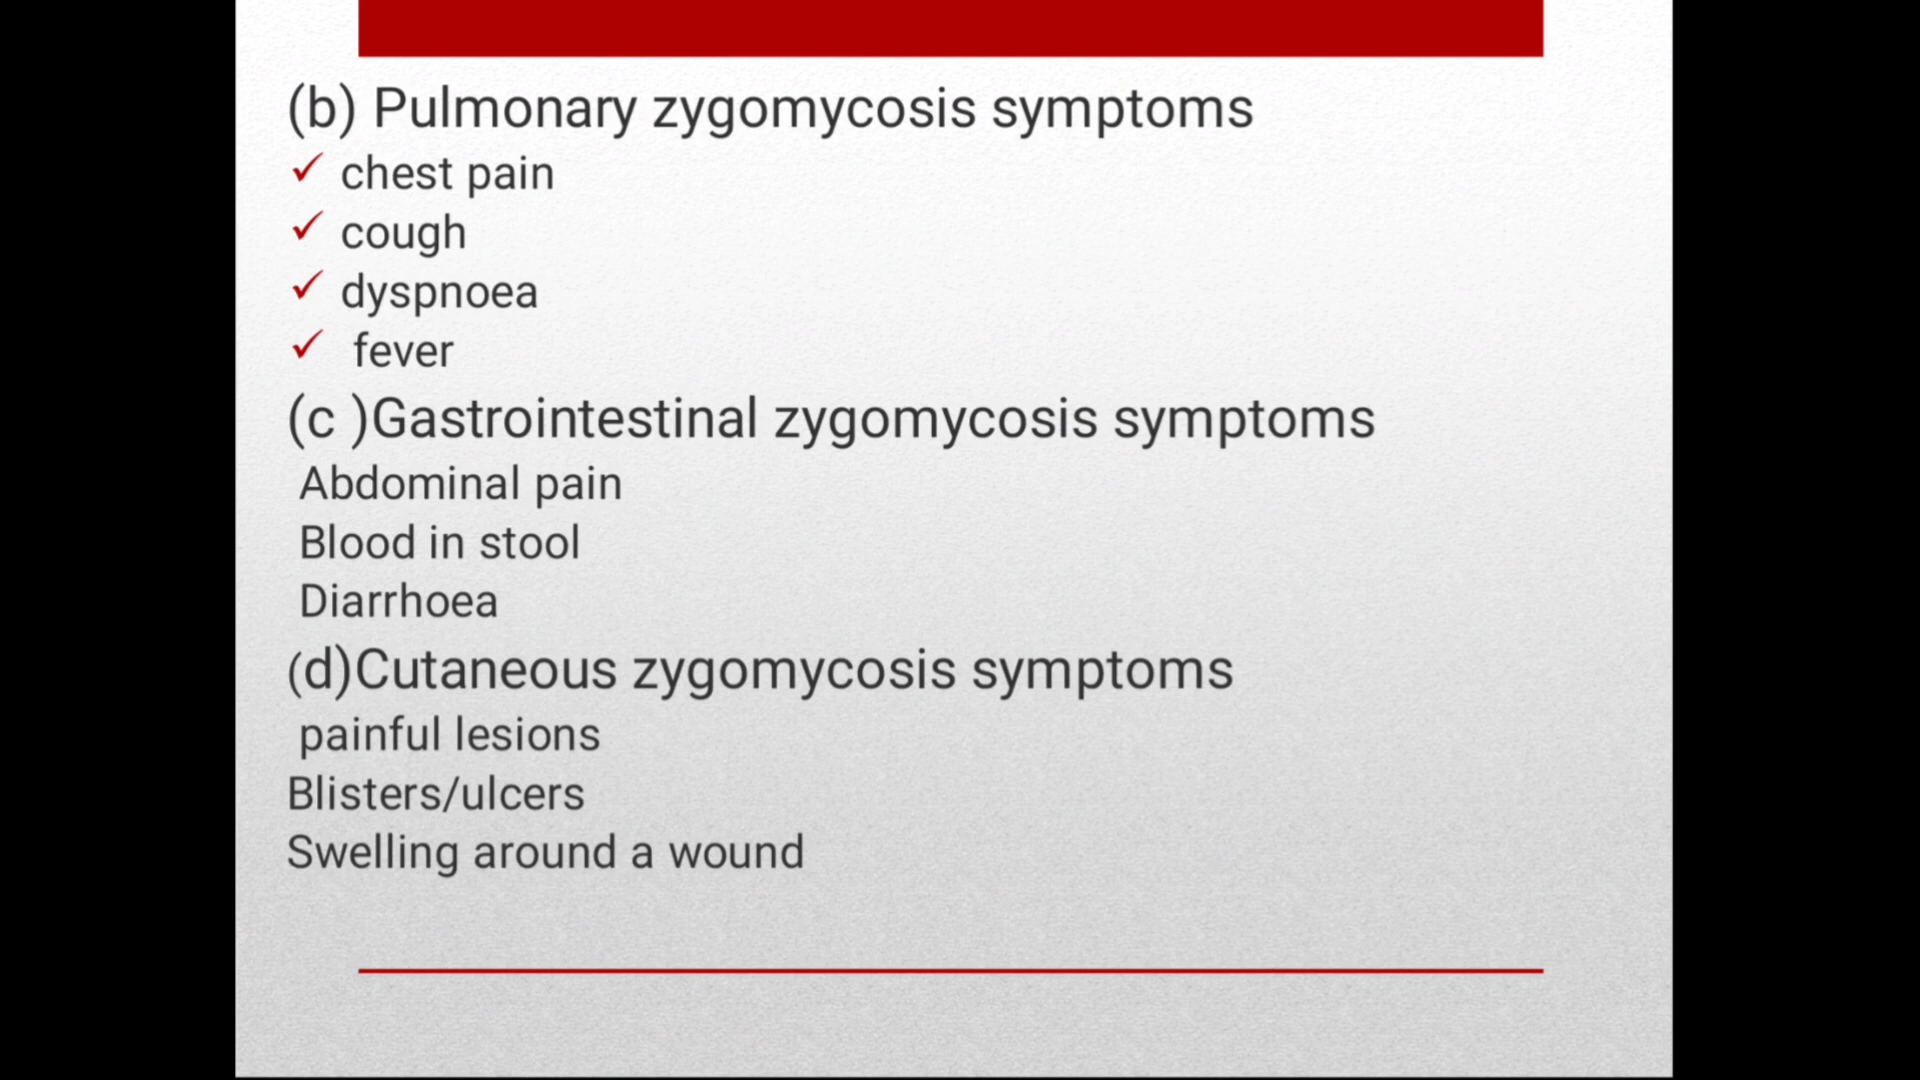 (b) Pulmonary zygomycosis symptoms
✓ chest pain
✓ cough
✓ dyspnoea
✓ fever
(c )Gastrointestinal zygomycosis symptoms
Abdominal pain
Blood in stool
Diarrhoea
(d)Cutaneous zygomycosis symptoms
painful lesions
Blisters/ulcers
Swelling around a wound